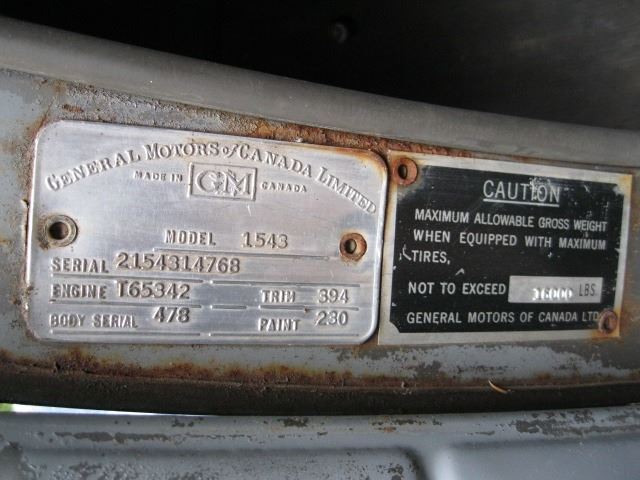 GENERAL MOTORS of CANADA LIMITED
MADE IN GM CANADA
MODEL 1543
SERIAL 2154314768
ENGINE T65342 TRIM 394
BODY SERIAL 478 PAINT 230
CAUTION
MAXIMUM ALLOWABLE GROSS WEIGHT
WHEN EQUIPPED WITH MAXIMUM
TIRES,
NOT TO EXCEED 16000 LBS.
GENERAL MOTORS OF CANADA LTD